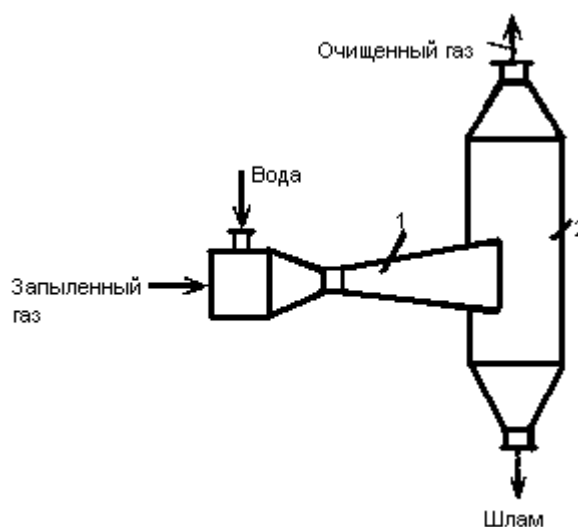 Очищенный газ
Вода
1
2
Запыленный
газ
Шлам